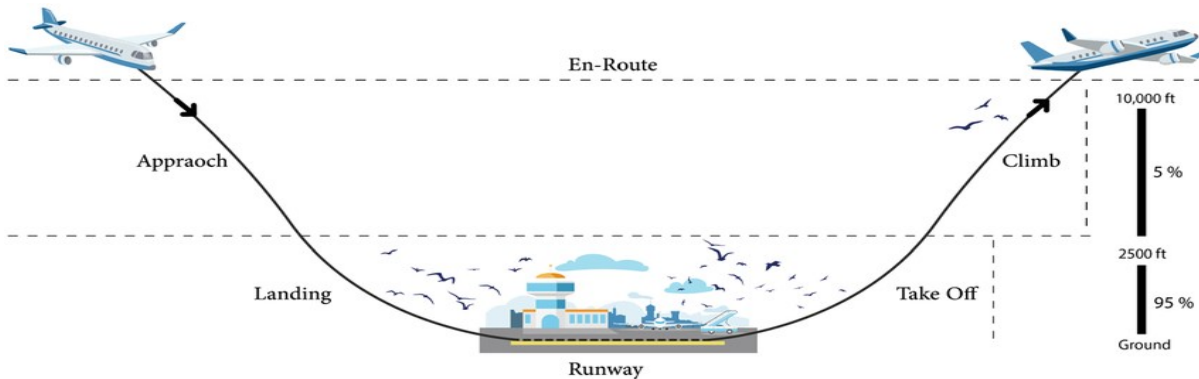 En-Route
10,000 ft
Appraoch
Climb
5 %
2500 ft
Landing
Take Off
95 %
Ground
Runway